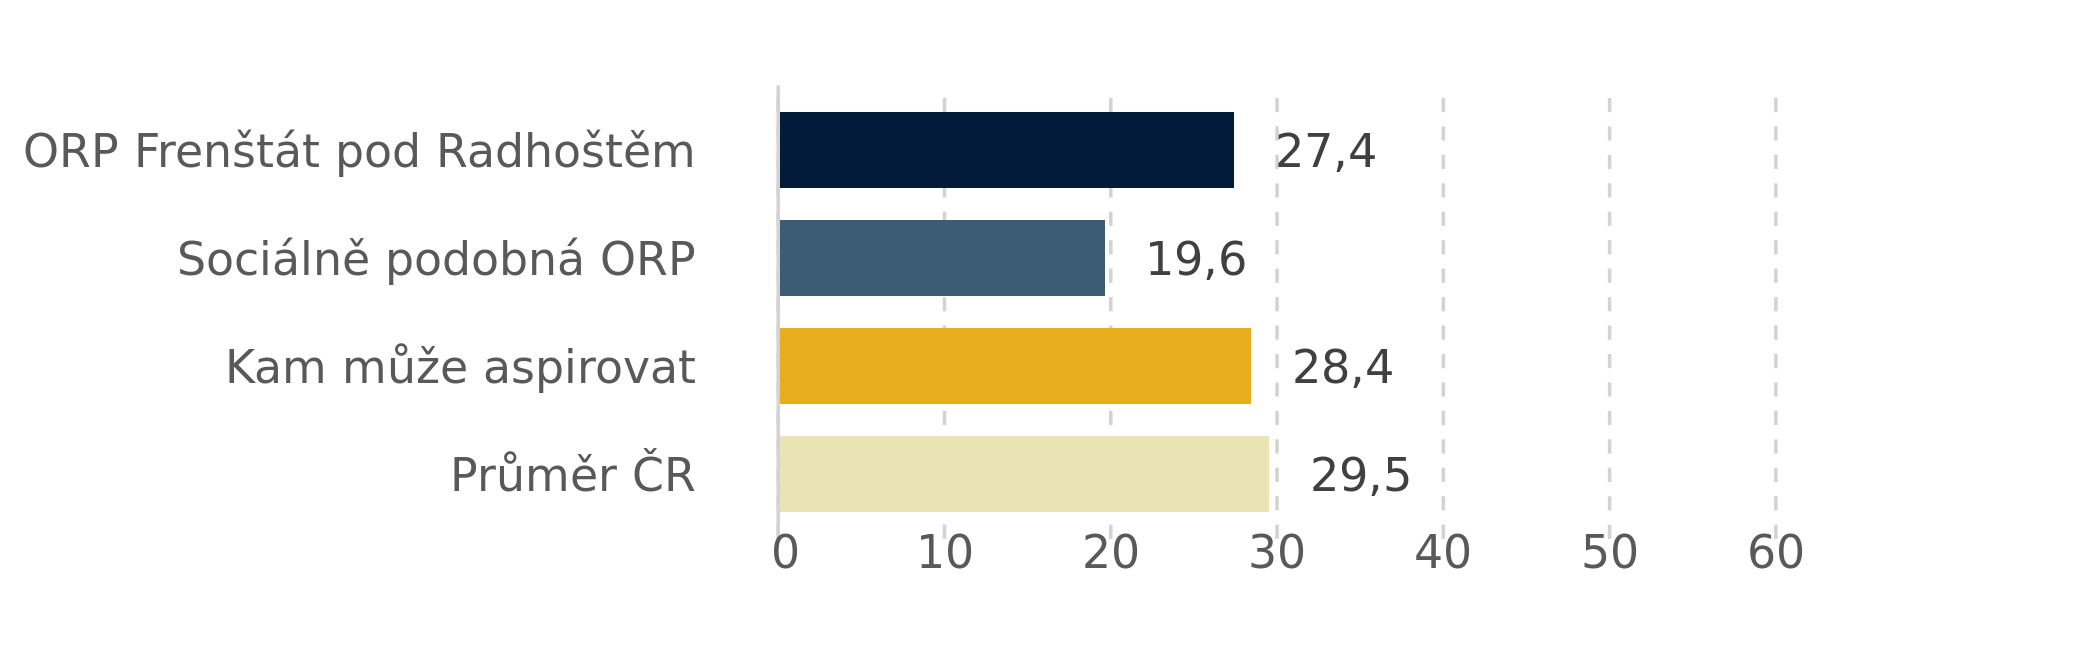 ORP Frenštát pod Radhoštěm 27,4
Sociálně podobná ORP 19,6
Kam může aspirovat 28,4
Průměr ČR 29,5
0 10 20 30 40 50 60